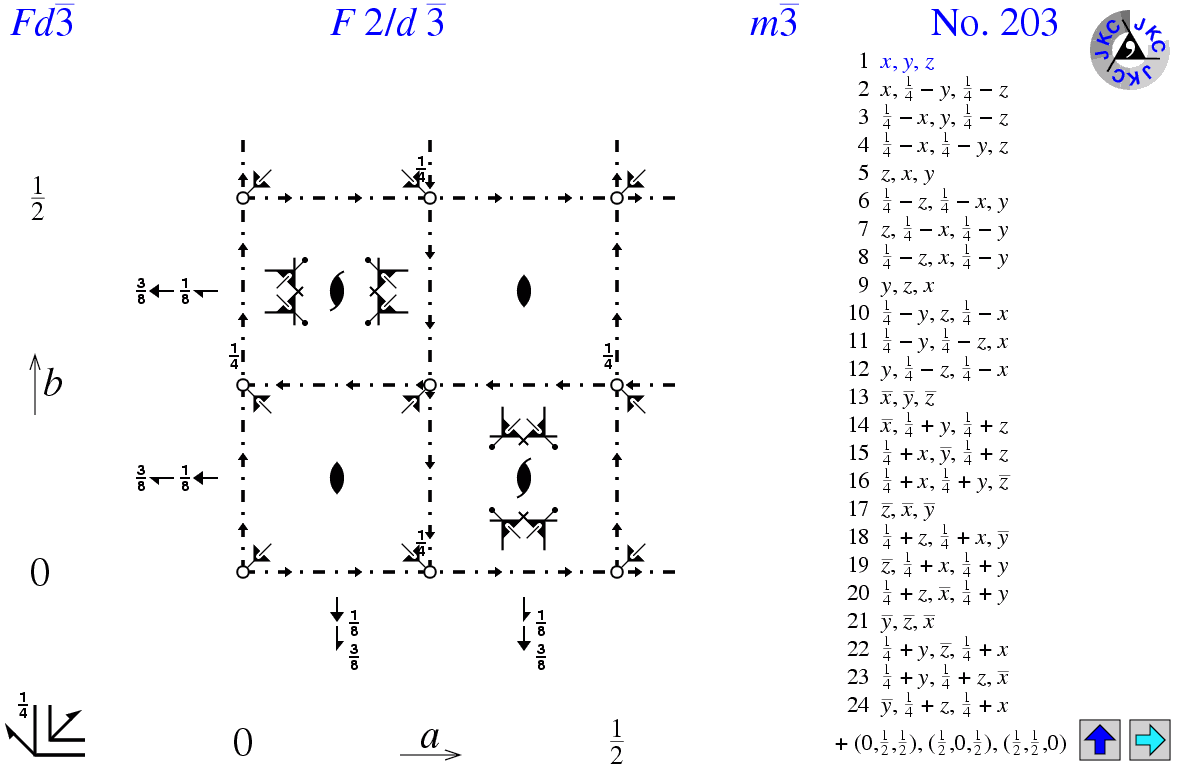 Fd3̅ F 2/d 3̅ m3̅ No. 203
JKC JKC JKC
1 x, y, z
2 x, 1/4 − y, 1/4 − z
3 1/4 − x, y, 1/4 − z
4 1/4 − x, 1/4 − y, z
5 z, x, y
6 1/4 − z, 1/4 − x, y
7 z, 1/4 − x, 1/4 − y
8 1/4 − z, x, 1/4 − y
9 y, z, x
10 1/4 − y, z, 1/4 − x
11 1/4 − y, 1/4 − z, x
12 y, 1/4 − z, 1/4 − x
13 x̅, y̅, z̅
14 x̅, 1/4 + y, 1/4 + z
15 1/4 + x, y̅, 1/4 + z
16 1/4 + x, 1/4 + y, z̅
17 z̅, x̅, y̅
18 1/4 + z, 1/4 + x, y̅
19 z̅, 1/4 + x, 1/4 + y
20 1/4 + z, x̅, 1/4 + y
21 y̅, z̅, x̅
22 1/4 + y, z̅, 1/4 + x
23 1/4 + y, 1/4 + z, x̅
24 y̅, 1/4 + z, 1/4 + x
+ (0,1/2,1/2), (1/2,0,1/2), (1/2,1/2,0)
1/4
1/2
3/8 1/8
1/4 1/4
b
3/8 1/8
1/4
0
1/8 1/8
3/8 3/8
1/4
0 a 1/2